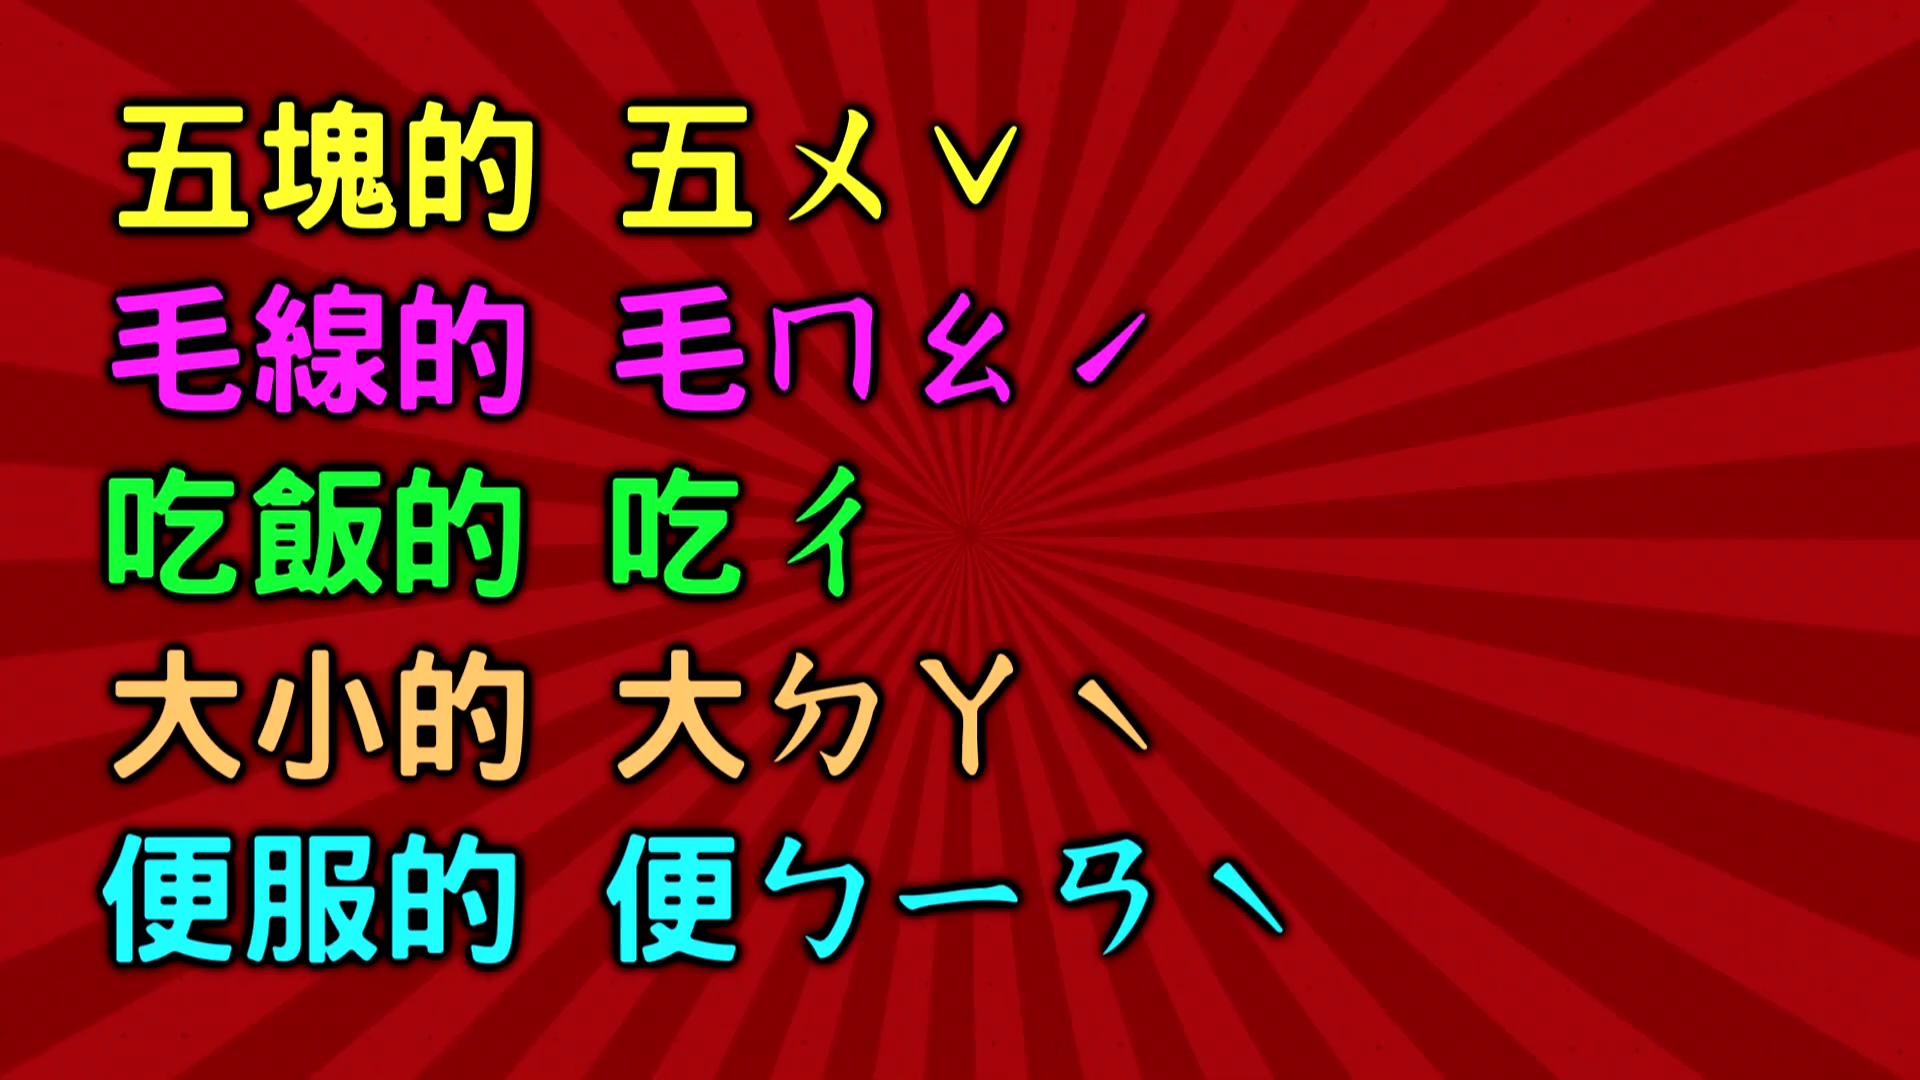 五塊的 五ㄨˇ
毛線的 毛ㄇㄠˊ
吃飯的 吃ㄔ
大小的 大ㄉㄚˋ
便服的 便ㄅㄧㄢˋ